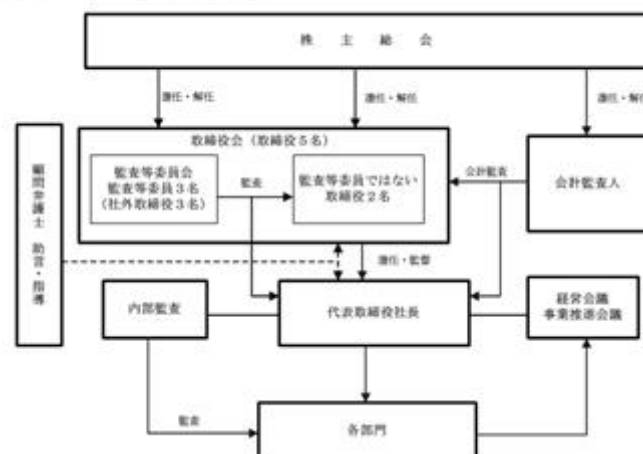 株主総会
選任・解任
選任・解任
選任・解任
取締役会（取締役5名）
監査等委員会
監査等委員3名
（社外取締役3名）
監査
監査等委員ではない
取締役2名
会計監査
会計監査人
顧問弁護士 助言・指導
選任・監督
内部監査
代表取締役社長
経営会議
事業推進会議
監査
各部門